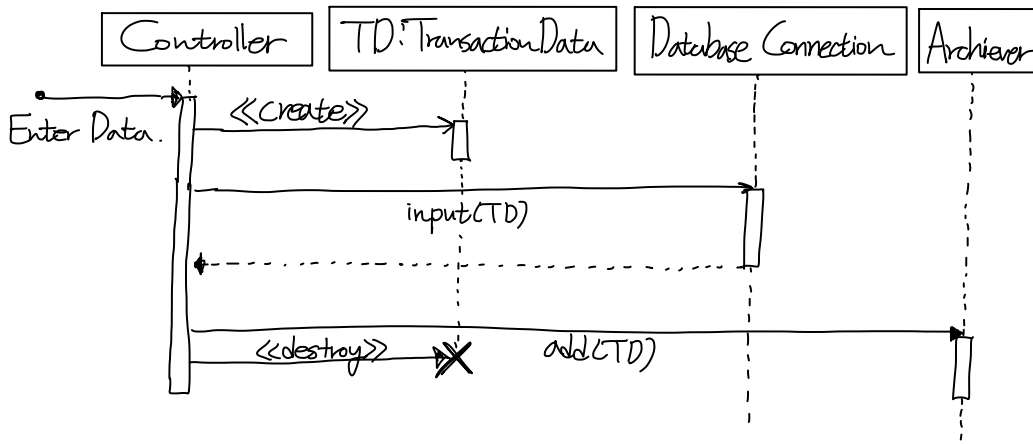 Controller
TD:TransactionData
Database Connection
Archiever
Enter Data.
<<create>>
input(TD)
<<destroy>>
add(TD)